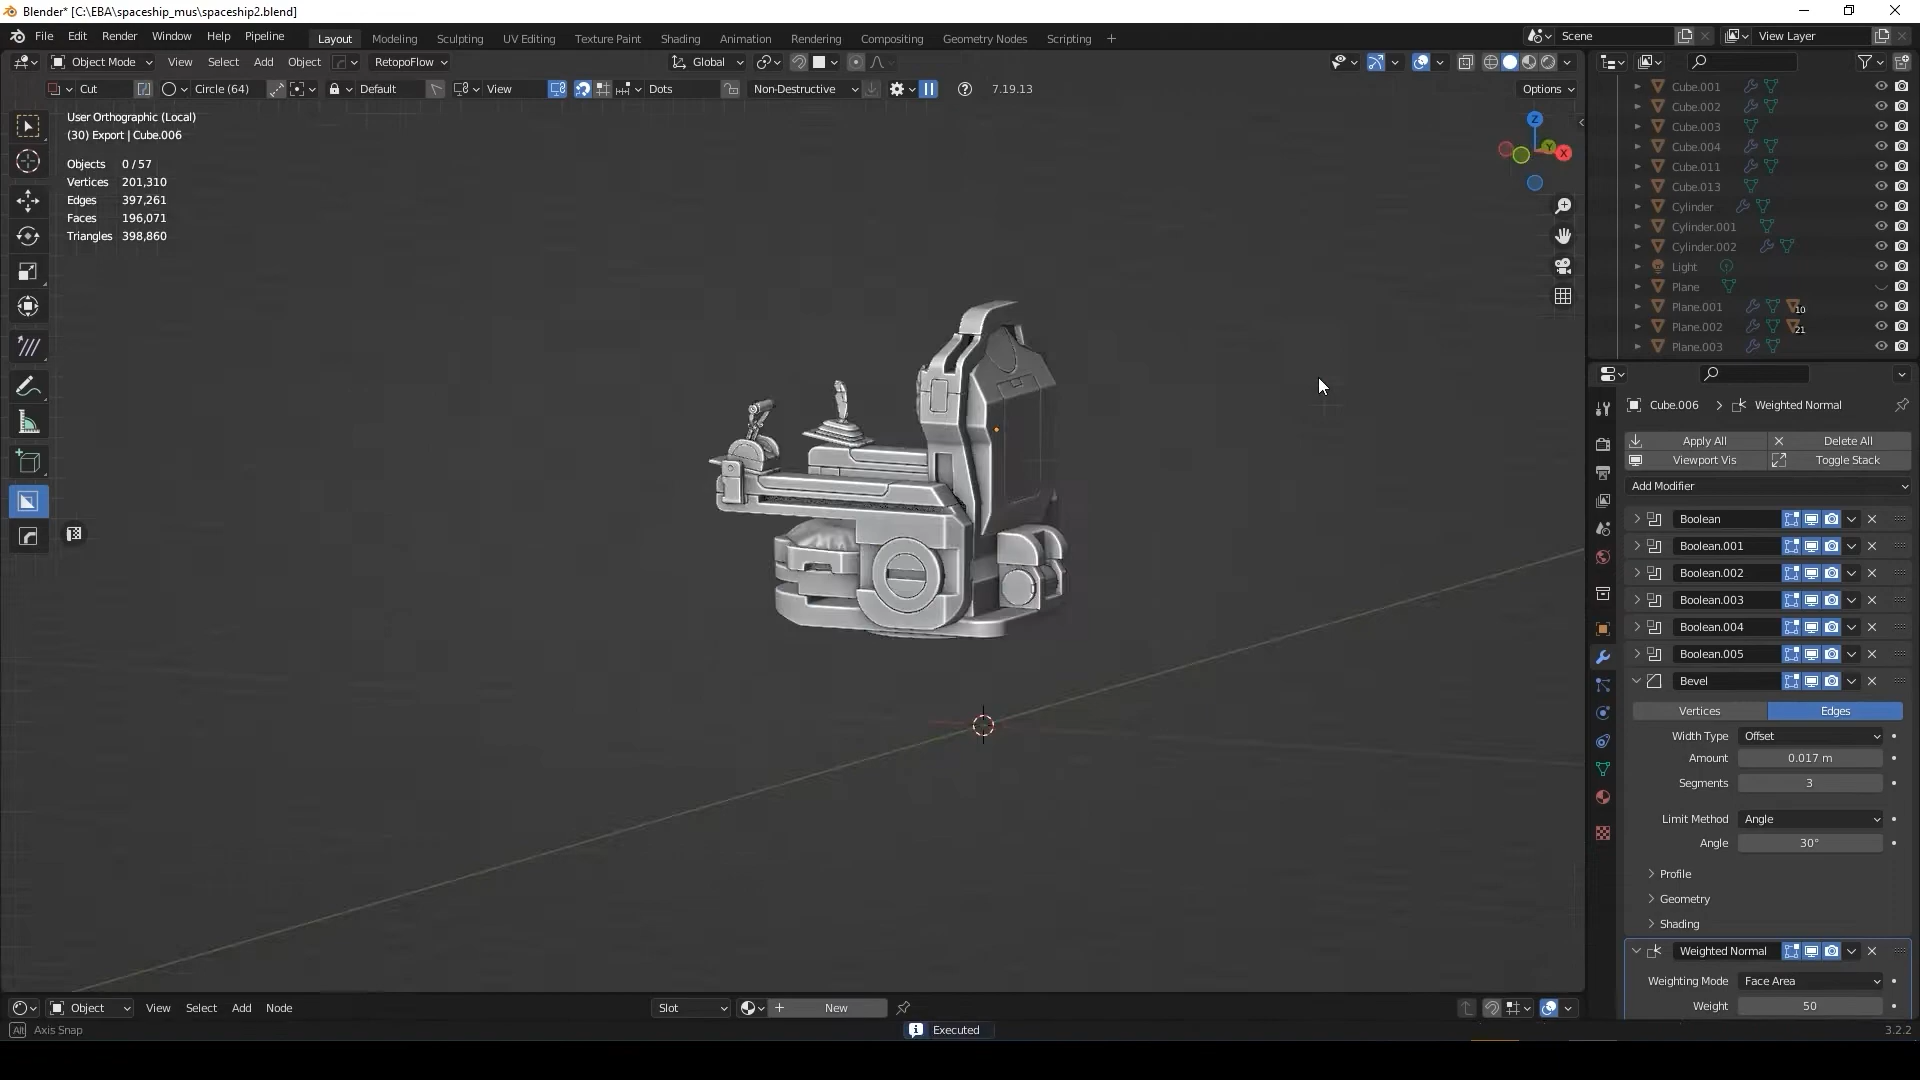 Blender* [C:\EBA\spaceship_mus\spaceship2.blend]
File Edit Render Window Help Pipeline Layout Modeling Sculpting UV Editing Texture Paint Shading Animation Rendering Compositing Geometry Nodes Scripting + Scene View Layer
Object Mode View Select Add Object RetopoFlow Global
Cut Circle (64) Default View Dots Non-Destructive 7.19.13 Options
User Orthographic (Local)
(30) Export | Cube.006
Objects 0/57
Vertices 201,310
Edges 397,261
Faces 196,071
Triangles 398,860
Z
Y
X
Cube.001
Cube.002
Cube.003
Cube.004
Cube.011
Cube.013
Cylinder
Cylinder.001
Cylinder.002
Light
Plane
Plane.001 10
Plane.002 21
Plane.003
Cube.006 > Weighted Normal
Apply All Delete All
Viewport Vis Toggle Stack
Add Modifier
Boolean
Boolean.001
Boolean.002
Boolean.003
Boolean.004
Boolean.005
Bevel
Vertices Edges
Width Type Offset
Amount 0.017 m
Segments 3
Limit Method Angle
Angle 30°
Profile
Geometry
Shading
Weighted Normal
Weighting Mode Face Area
Weight 50
Object View Select Add Node Slot New
Alt Axis Snap Executed 3.2.2